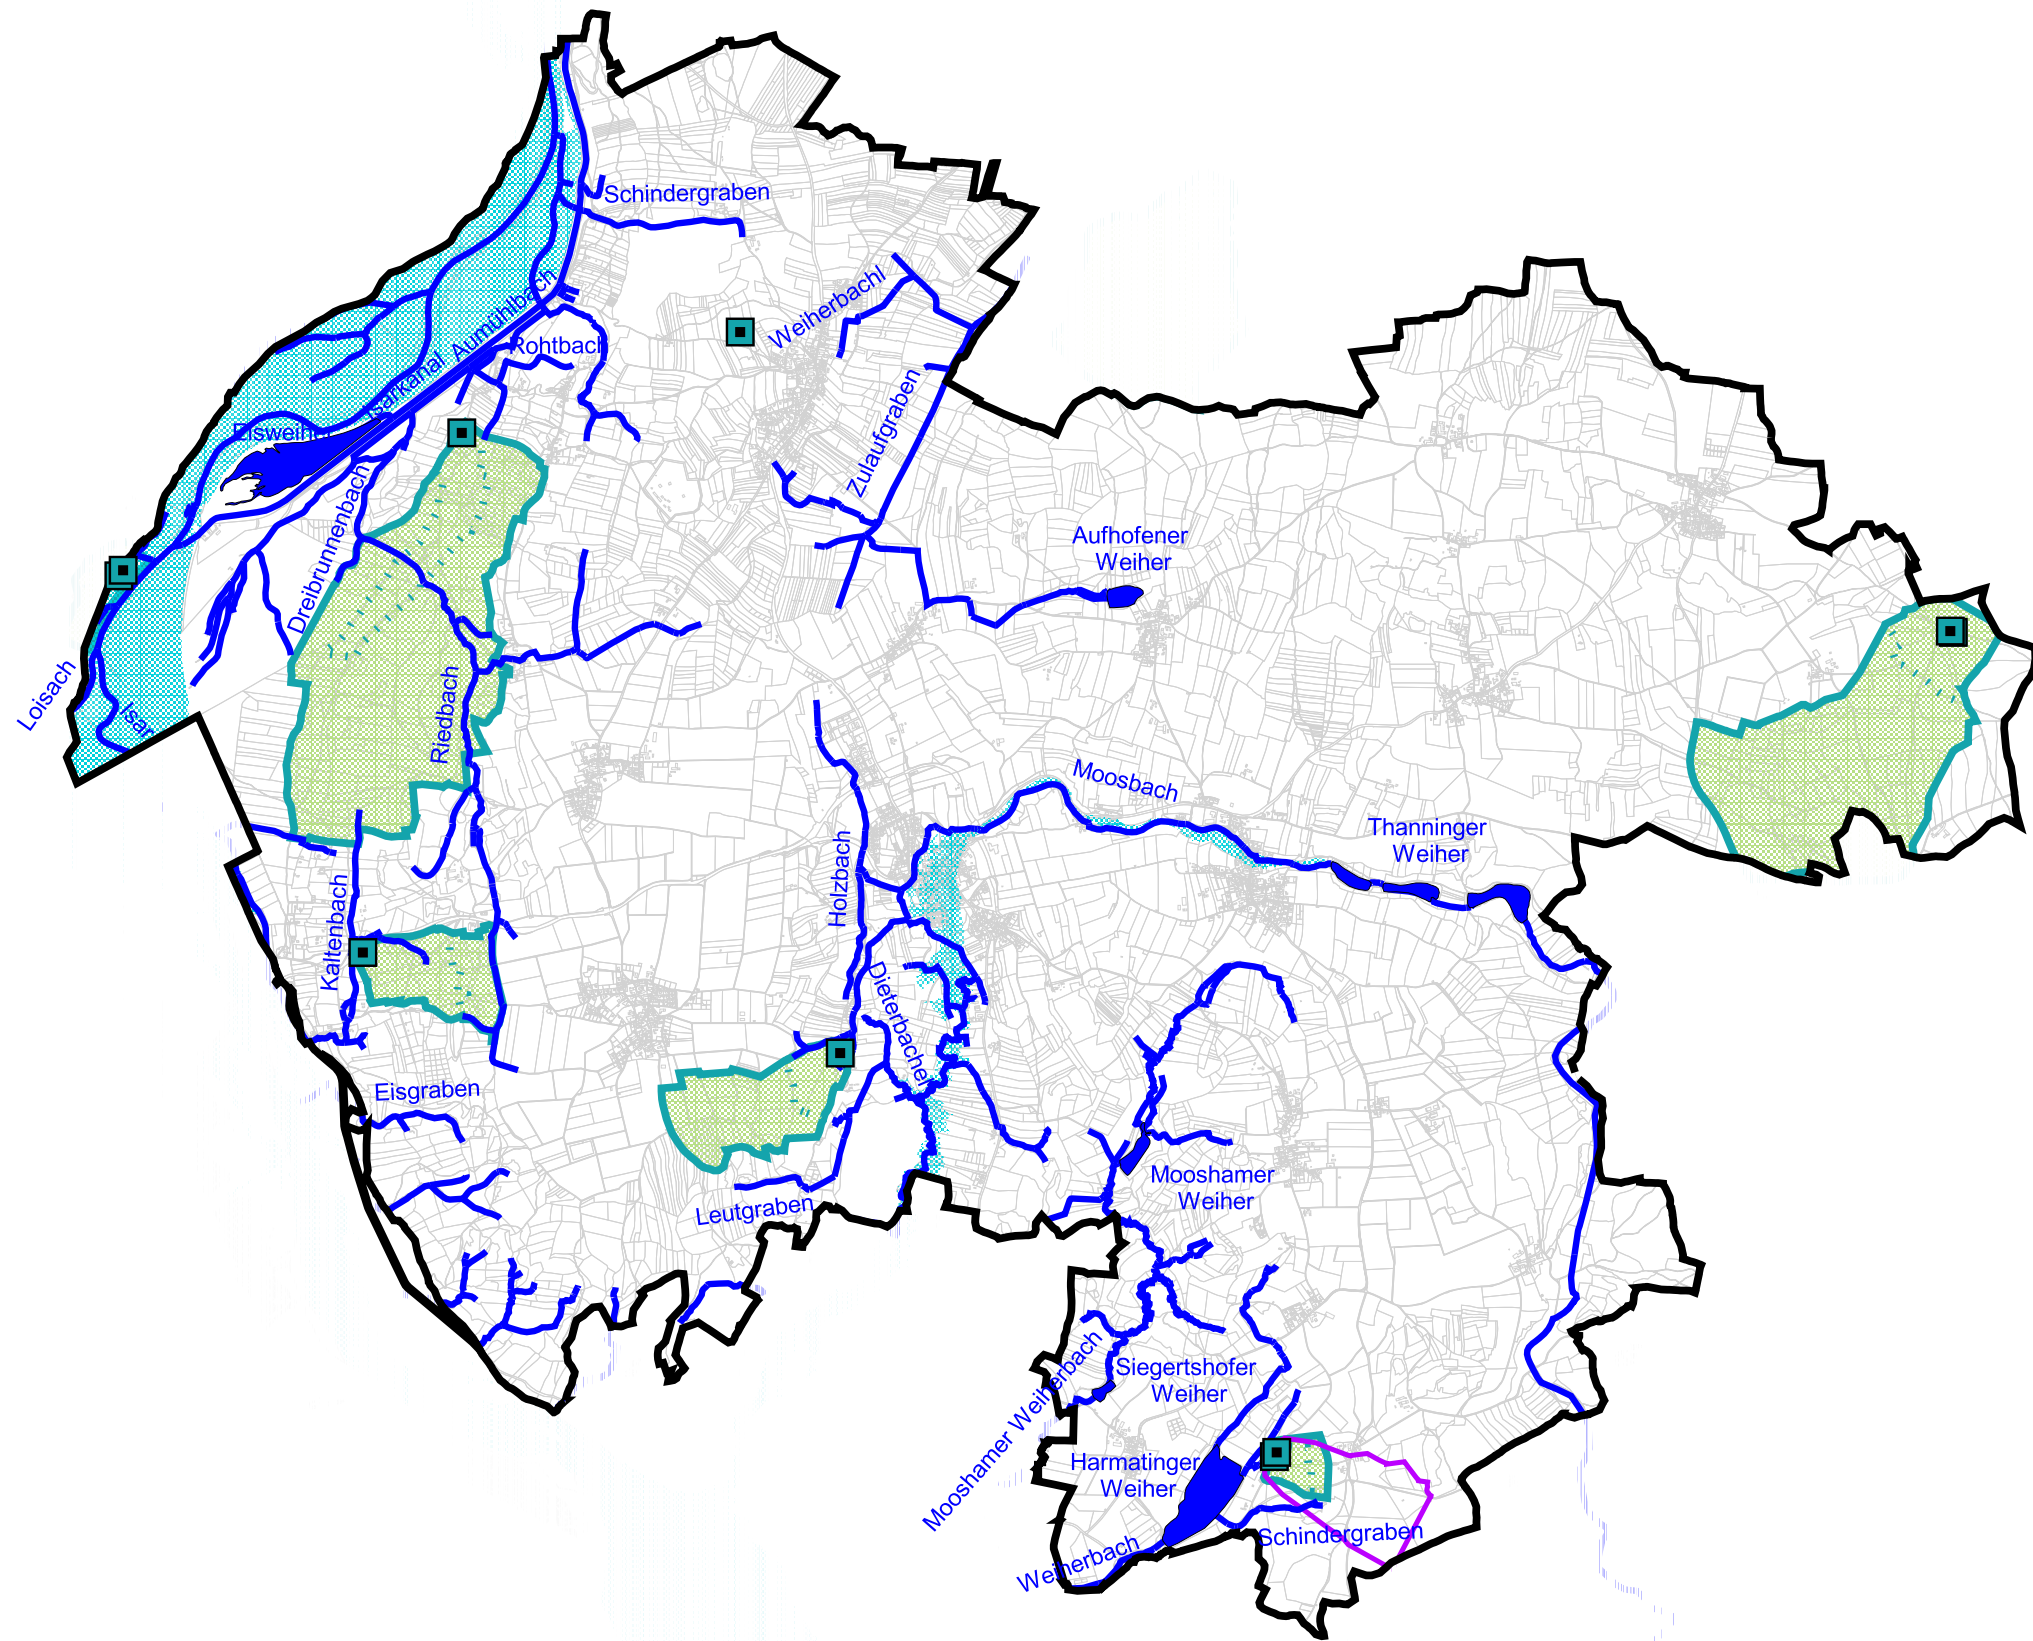 Schindergraben
Weiherbachl
Aumühlbach
Isarkanal
Rohtbach
Eisweiher
Zulaufgraben
Dreibrunnenbach
Aufhofener
Weiher
Loisach
Isar
Riedbach
Moosbach
Thanninger
Weiher
Holzbach
Kaltenbach
Dieterbacherl
Eisgraben
Leutgraben
Mooshamer
Weiher
Mooshamer Weiherbach
Siegertshofer
Weiher
Harmatinger
Weiher
Schindergraben
Weiherbach